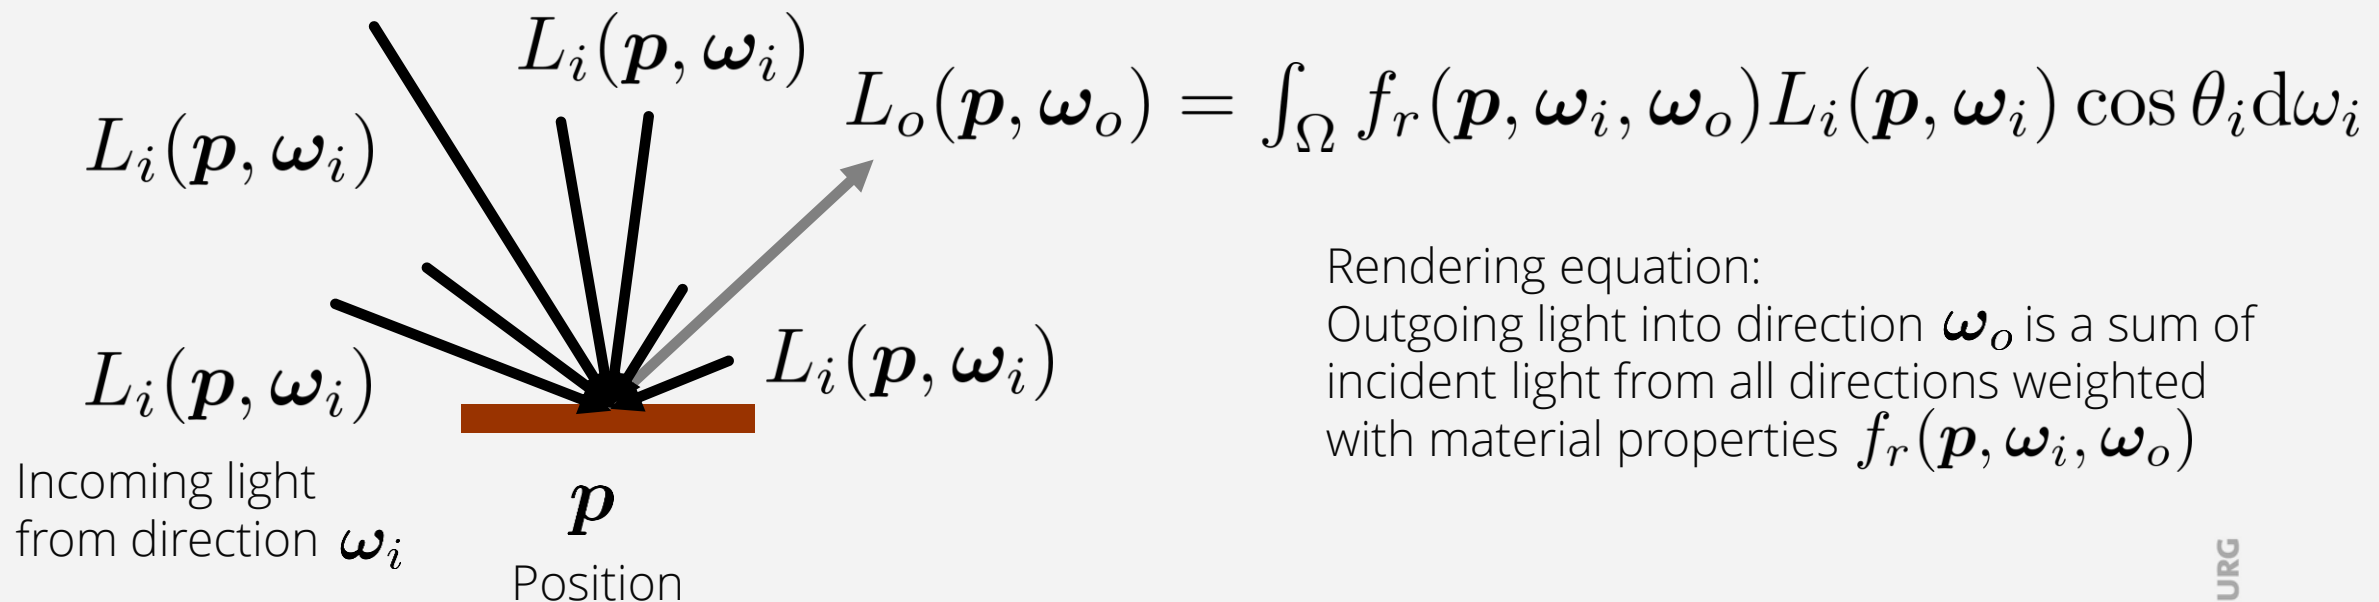 L_i(p, ω_i)
L_i(p, ω_i)
L_o(p, ω_o) = ∫_Ω f_r(p, ω_i, ω_o)L_i(p, ω_i) cos θ_i dω_i
L_i(p, ω_i)
L_i(p, ω_i)
Incoming light
from direction ω_i
p
Position
Rendering equation:
Outgoing light into direction ω_o is a sum of
incident light from all directions weighted
with material properties f_r(p, ω_i, ω_o)
URG